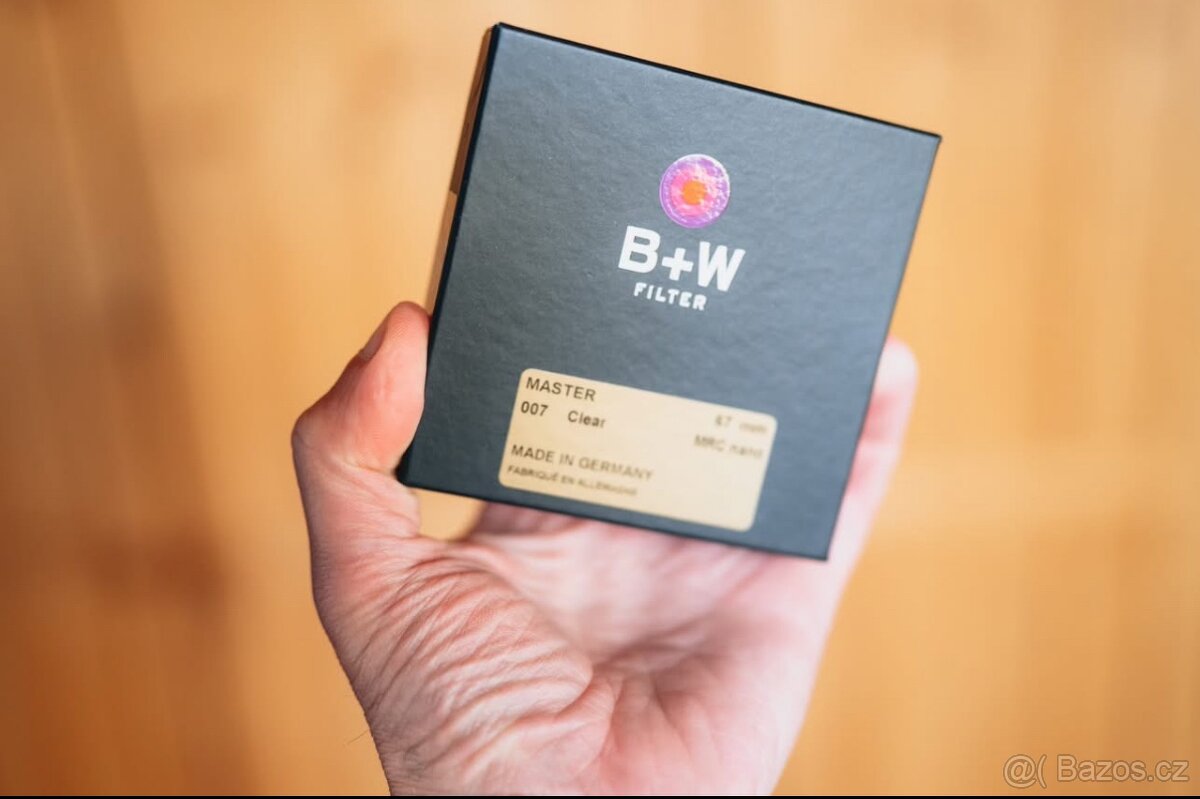 B+W
FILTER
MASTER
007 Clear 67 mm
MRC nano
MADE IN GERMANY
FABRIQUÉ EN ALLEMAGNE
@( Bazos.cz